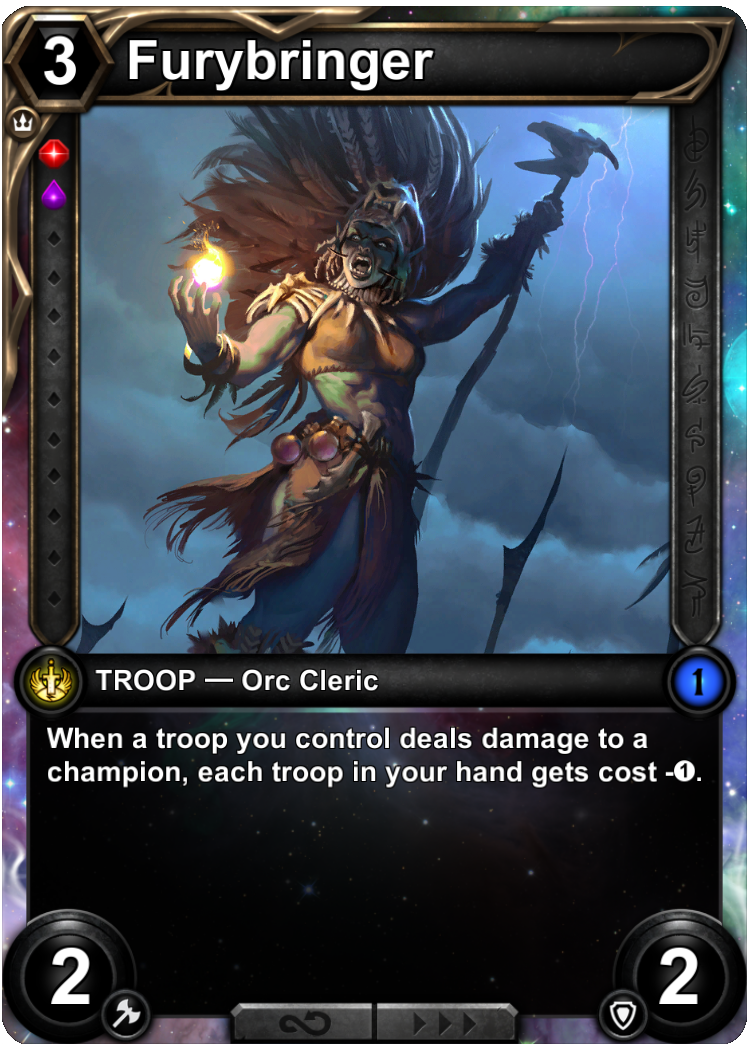 3
Furybringer
TROOP — Orc Cleric
1
When a troop you control deals damage to a
champion, each troop in your hand gets cost -1.
2
2